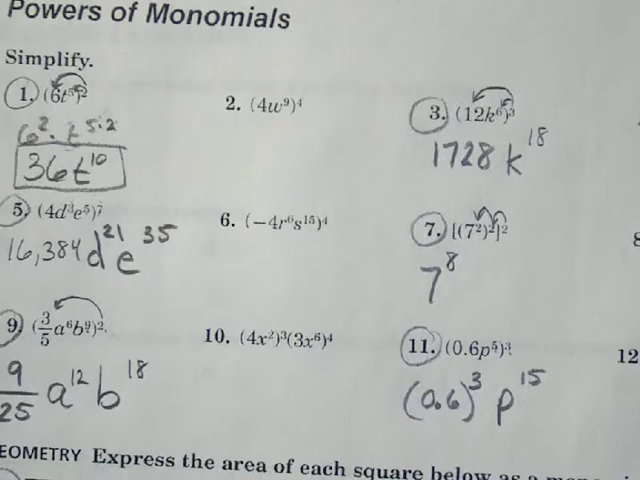 Powers of Monomials
Simplify.
1. (6t⁵)²
6² · t⁵·²
36t¹⁰
2. (4w⁹)⁴
3. (12k⁶)³
1728 k¹⁸
5. (4d³e⁵)⁷
16,384 d²¹ e³⁵
6. (−4r⁶s¹⁵)⁴
7. [(7²)²]²
7⁸
9. (3/5 a⁶b⁹)²
9/25 a¹² b¹⁸
10. (4x²)³(3x⁶)⁴
11. (0.6p⁵)³
(0.6)³ p¹⁵
12
EOMETRY Express the area of each square below as a